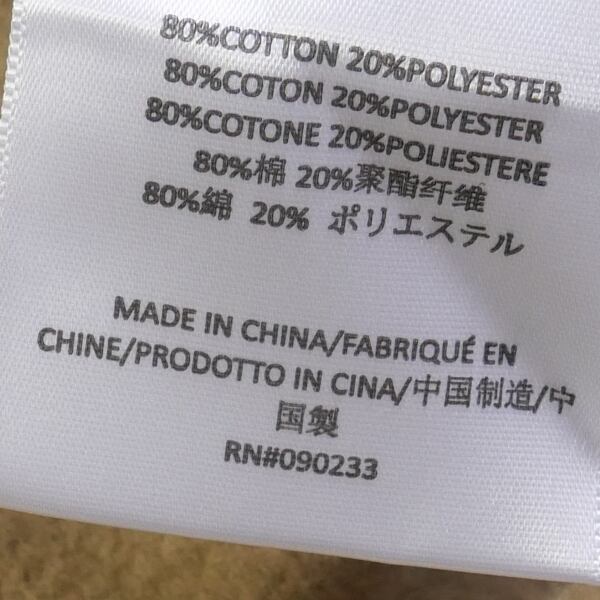 80%COTTON 20%POLYESTER
80%COTON 20%POLYESTER
80%COTONE 20%POLIESTERE
80%棉 20%聚酯纤维
80%綿 20% ポリエステル
MADE IN CHINA/FABRIQUÉ EN
CHINE/PRODOTTO IN CINA/中国制造/中
国製
RN#090233